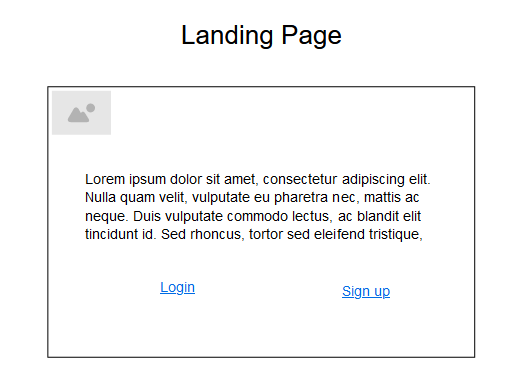 Landing Page
Lorem ipsum dolor sit amet, consectetur adipiscing elit.
Nulla quam velit, vulputate eu pharetra nec, mattis ac
neque. Duis vulputate commodo lectus, ac blandit elit
tincidunt id. Sed rhoncus, tortor sed eleifend tristique,
Login
Sign up